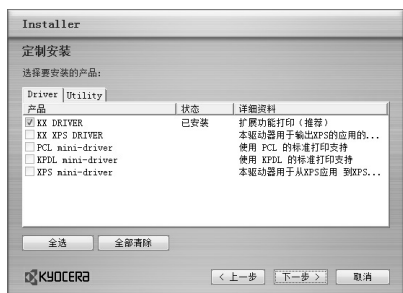 Installer
定制安装
选择要安装的产品:
Driver Utility
产品 状态 详细资料
KX DRIVER 已安装 扩展功能打印（推荐）
KX XPS DRIVER 本驱动器用于输出XPS的应用的...
PCL mini-driver 使用 PCL 的标准打印支持
KPDL mini-driver 使用 KPDL 的标准打印支持
XPS mini-driver 本驱动器用于从XPS应用 到XPS...
全选 全部清除
KYOCERA < 上一步 下一步 > 取消